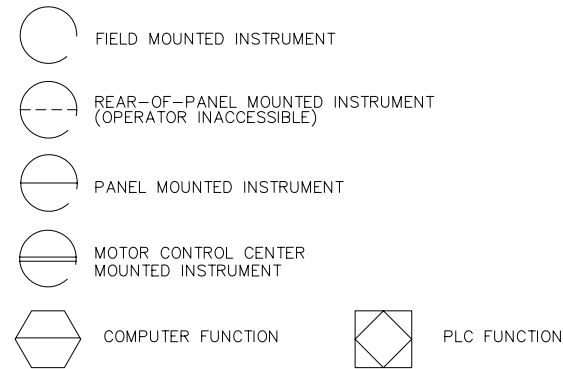 FIELD MOUNTED INSTRUMENT
REAR-OF-PANEL MOUNTED INSTRUMENT
(OPERATOR INACCESSIBLE)
PANEL MOUNTED INSTRUMENT
MOTOR CONTROL CENTER
MOUNTED INSTRUMENT
COMPUTER FUNCTION
PLC FUNCTION